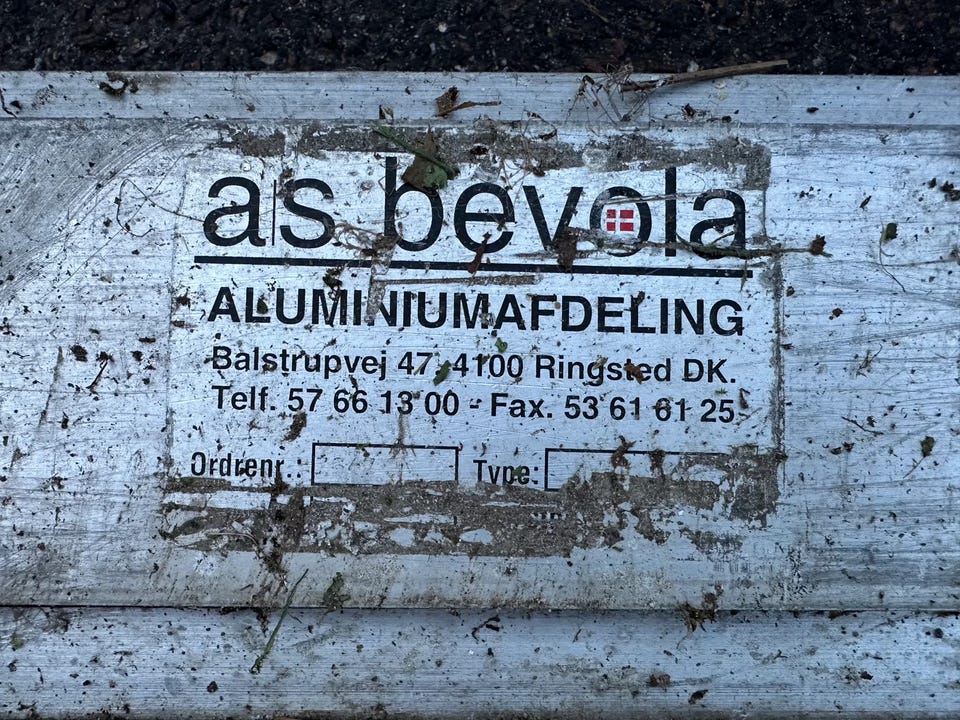 a|s bevola
ALUMINIUMAFDELING
Balstrupvej 47, 4100 Ringsted DK.
Telf. 57 66 13 00 - Fax. 53 61 61 25
Ordrenr.: Type: